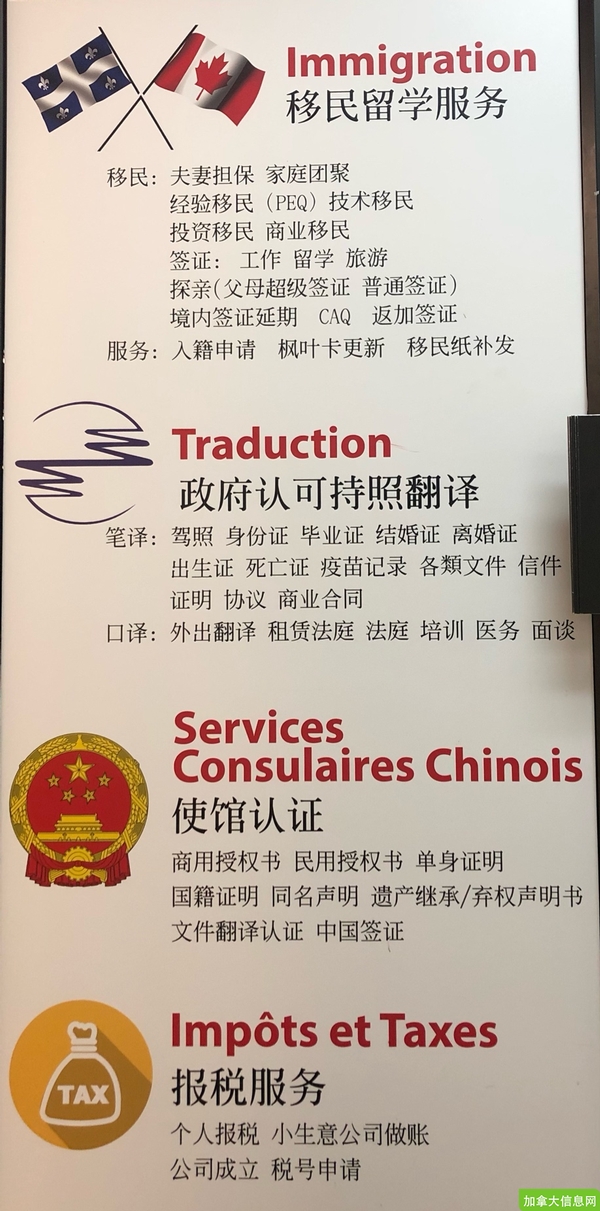 Immigration
移民留学服务
移民：夫妻担保 家庭团聚
经验移民（PEQ）技术移民
投资移民 商业移民
签证： 工作 留学 旅游
探亲(父母超级签证 普通签证)
境内签证延期 CAQ 返加签证
服务：入籍申请 枫叶卡更新 移民纸补发
Traduction
政府认可持照翻译
笔译：驾照 身份证 毕业证 结婚证 离婚证
出生证 死亡证 疫苗记录 各類文件 信件
证明 协议 商业合同
口译：外出翻译 租赁法庭 法庭 培训 医务 面谈
Services
Consulaires Chinois
使馆认证
商用授权书 民用授权书 单身证明
国籍证明 同名声明 遗产继承/弃权声明书
文件翻译认证 中国签证
Impôts et Taxes
TAX
报税服务
个人报税 小生意公司做账
公司成立 税号申请
加拿大信息网